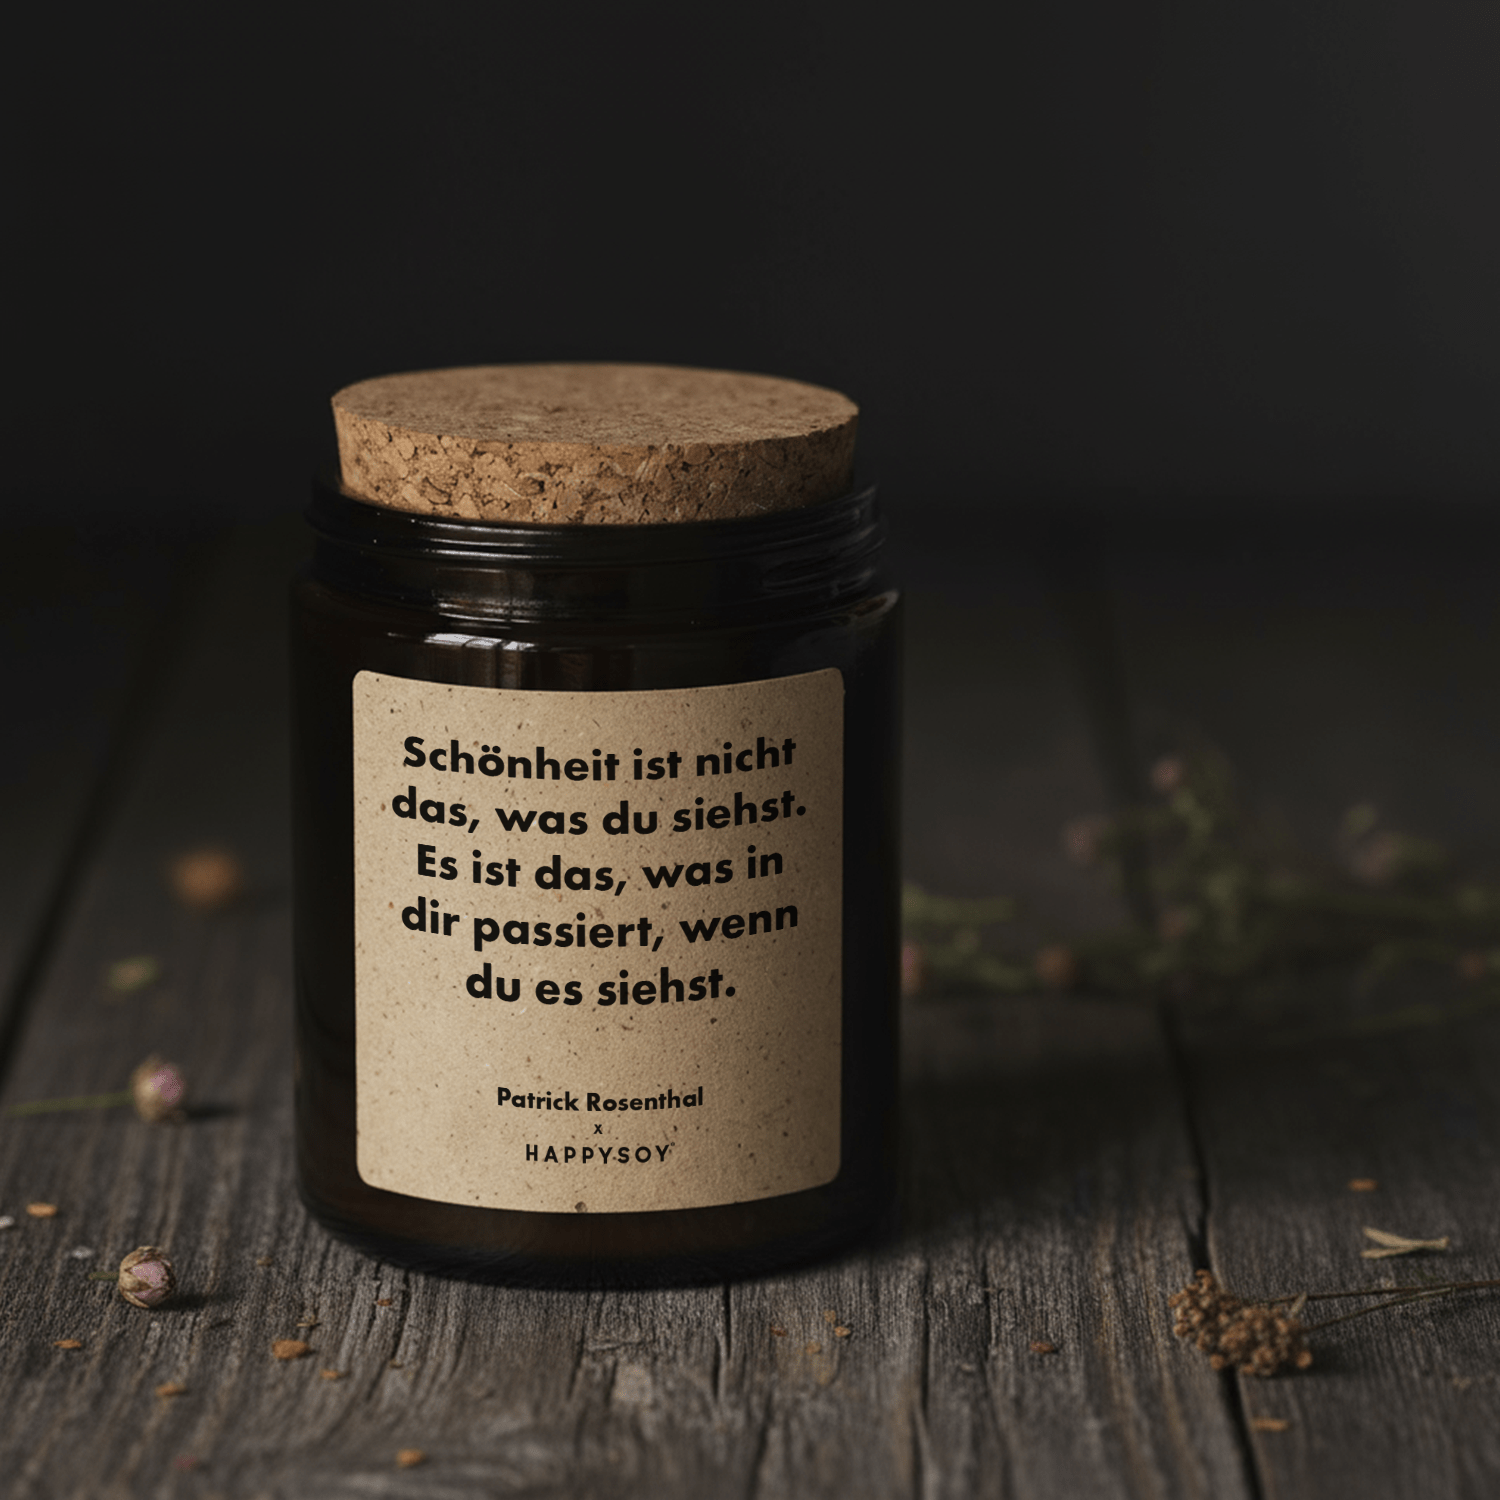 Schönheit ist nicht
das, was du siehst.
Es ist das, was in
dir passiert, wenn
du es siehst.
Patrick Rosenthal
x
HAPPYSOY